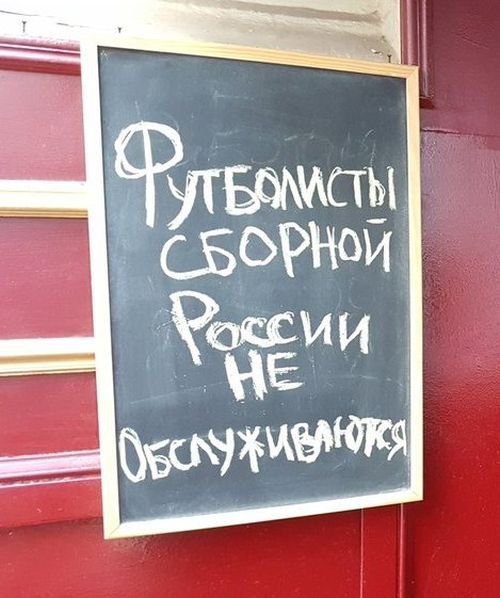 Футболисты
сборной
России
не
обслуживаются